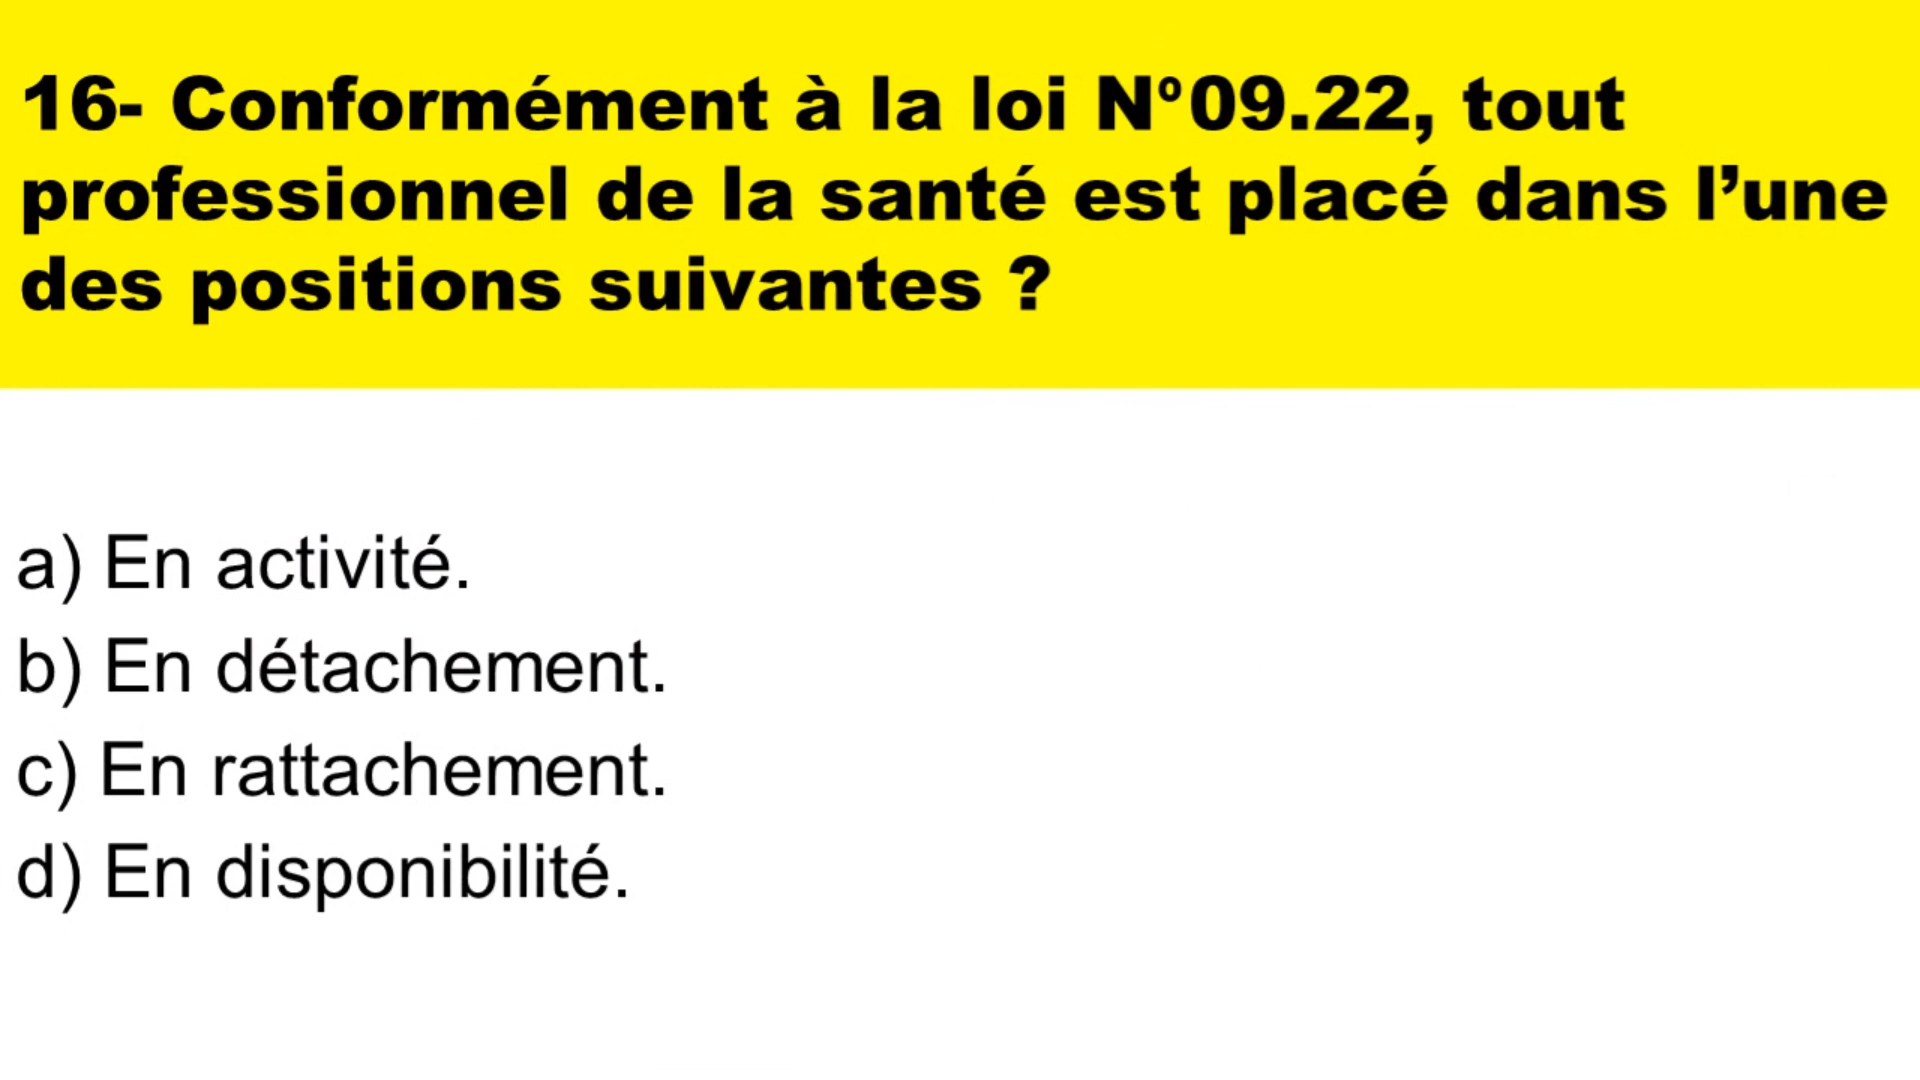 16- Conformément à la loi N°09.22, tout
professionnel de la santé est placé dans l’une
des positions suivantes ?
a) En activité.
b) En détachement.
c) En rattachement.
d) En disponibilité.